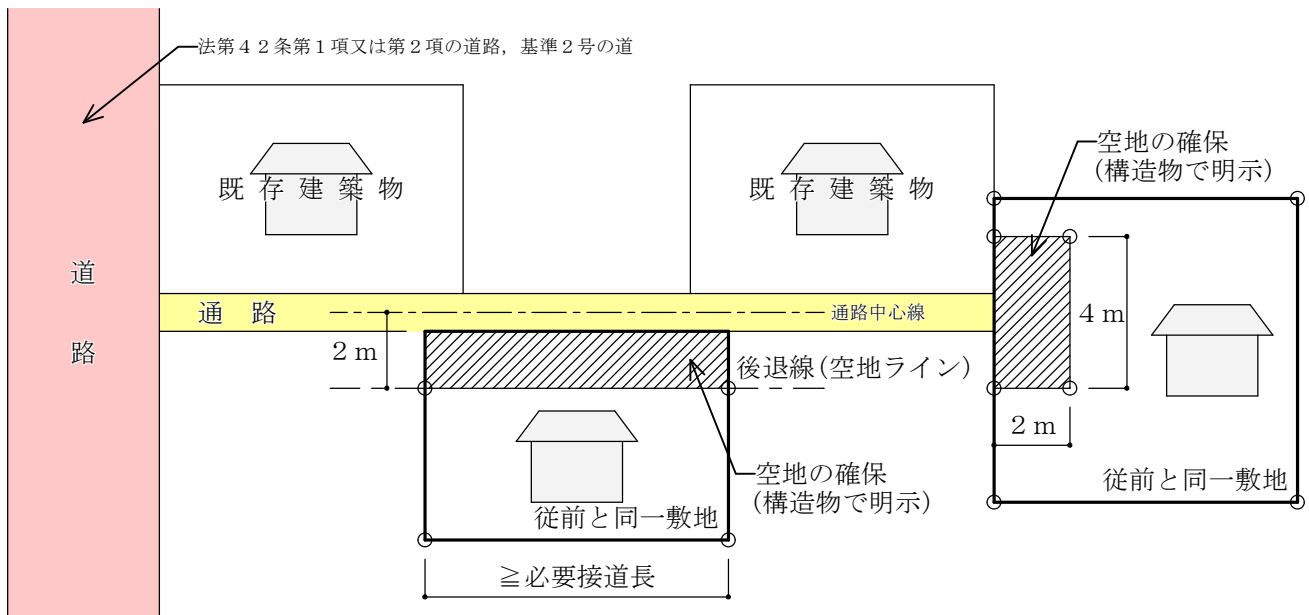 法第４２条第１項又は第２項の道路，基準２号の道
空地の確保
(構造物で明示)
既存建築物
既存建築物
道路
通路
通路中心線
4ｍ
2ｍ
後退線(空地ライン)
2ｍ
空地の確保
(構造物で明示)
従前と同一敷地
従前と同一敷地
≧必要接道長